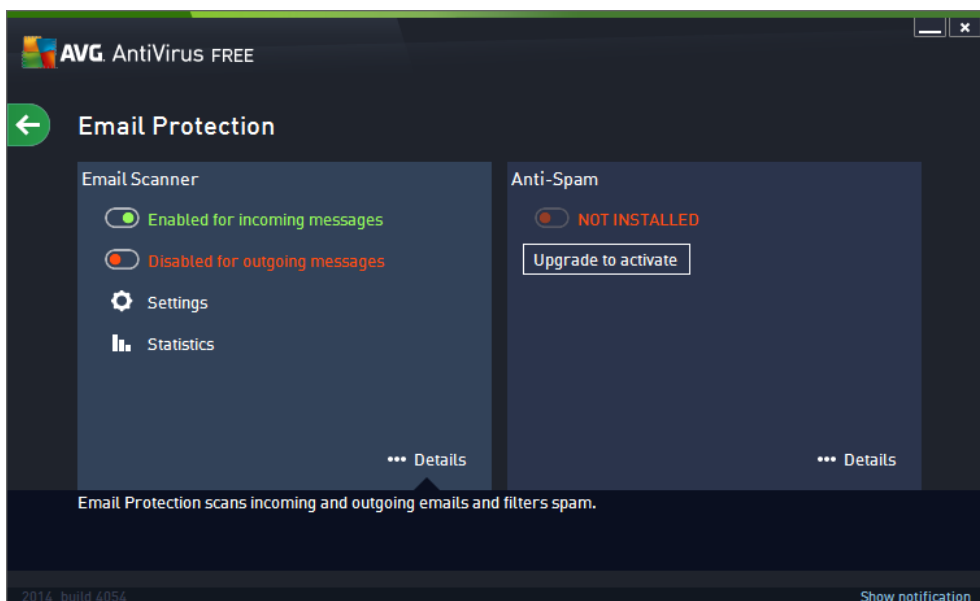 AVG. AntiVirus FREE
Email Protection
Email Scanner
Enabled for incoming messages
Disabled for outgoing messages
Settings
Statistics
••• Details
Anti-Spam
NOT INSTALLED
Upgrade to activate
••• Details
Email Protection scans incoming and outgoing emails and filters spam.
2014 build 4054
Show notification